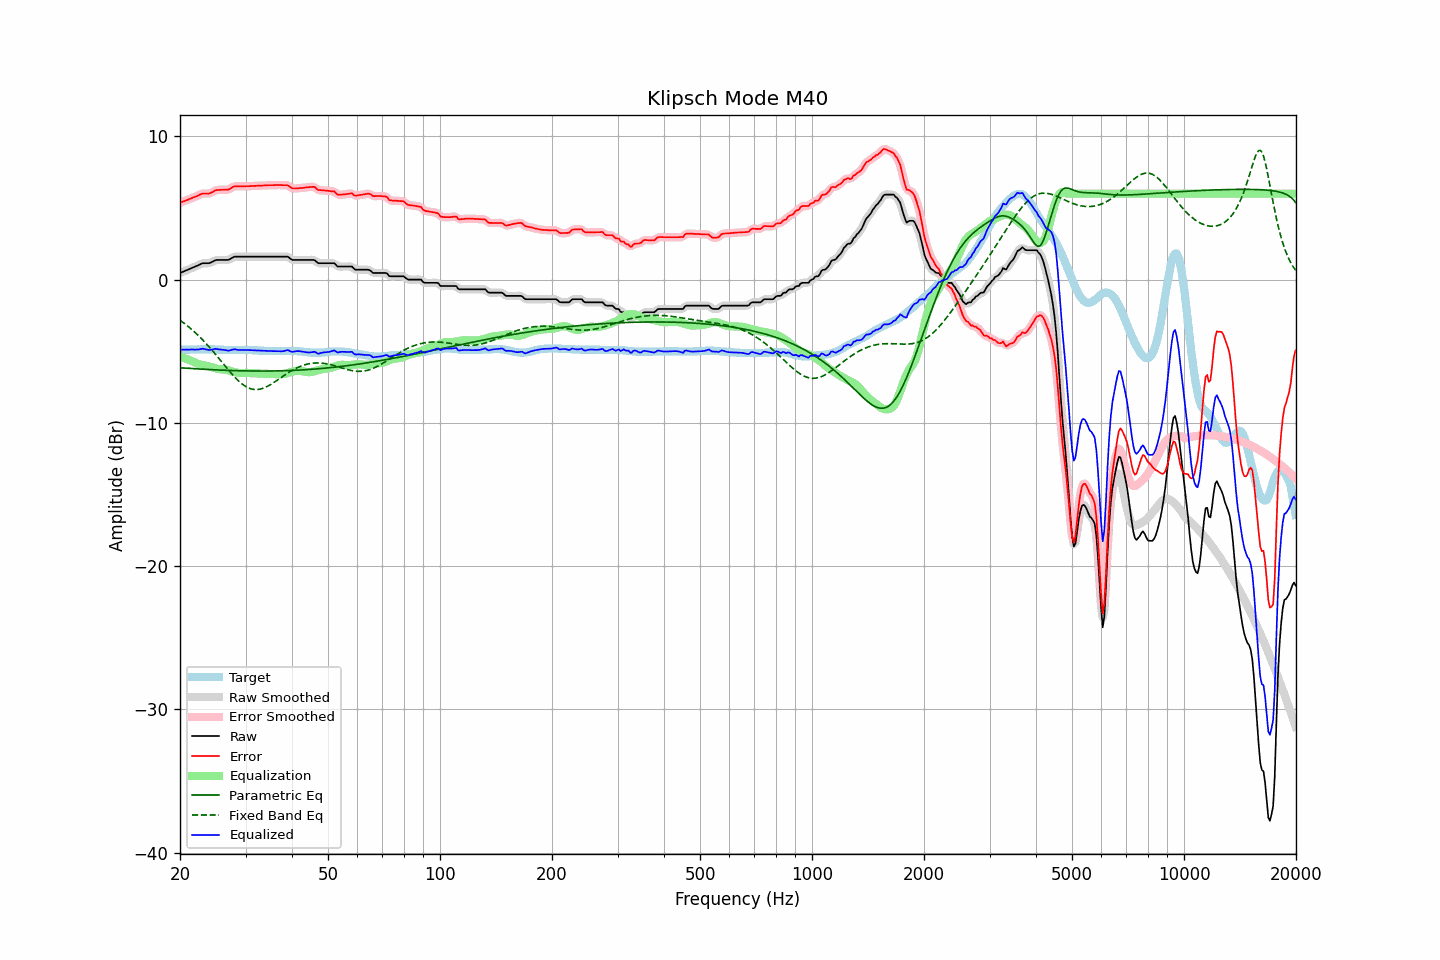 Klipsch Mode M40
Amplitude (dBr)
10
0
−10
−20
−30
−40
Target
Raw Smoothed
Error Smoothed
Raw
Error
Equalization
Parametric Eq
Fixed Band Eq
Equalized
20 50 100 200 500 1000 2000 5000 10000 20000
Frequency (Hz)